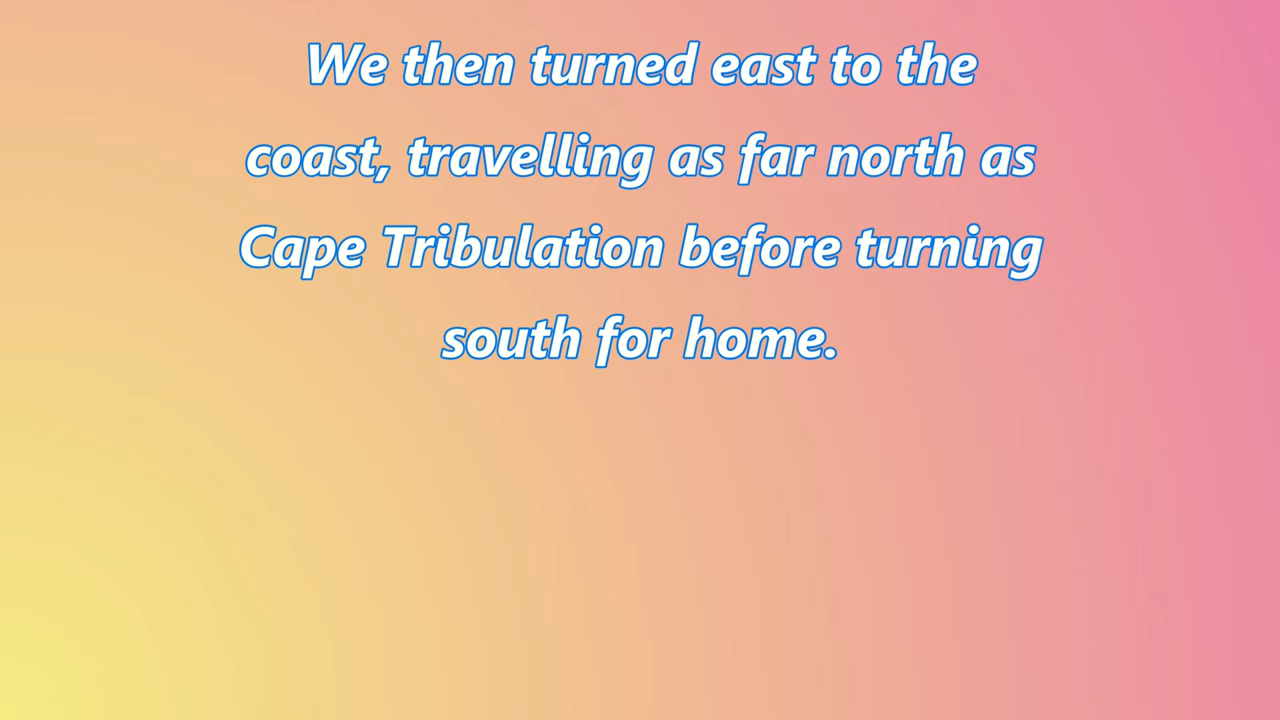 We then turned east to the
coast, travelling as far north as
Cape Tribulation before turning
south for home.